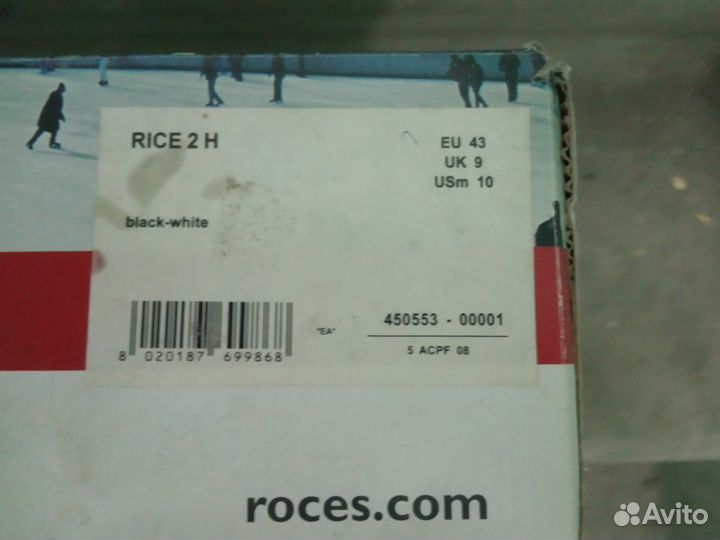 RICE 2 H
EU 43
UK 9
USm 10
black-white
"EA"
450553 - 00001
8 020187 699868
5 ACPF 08
roces.com
Avito